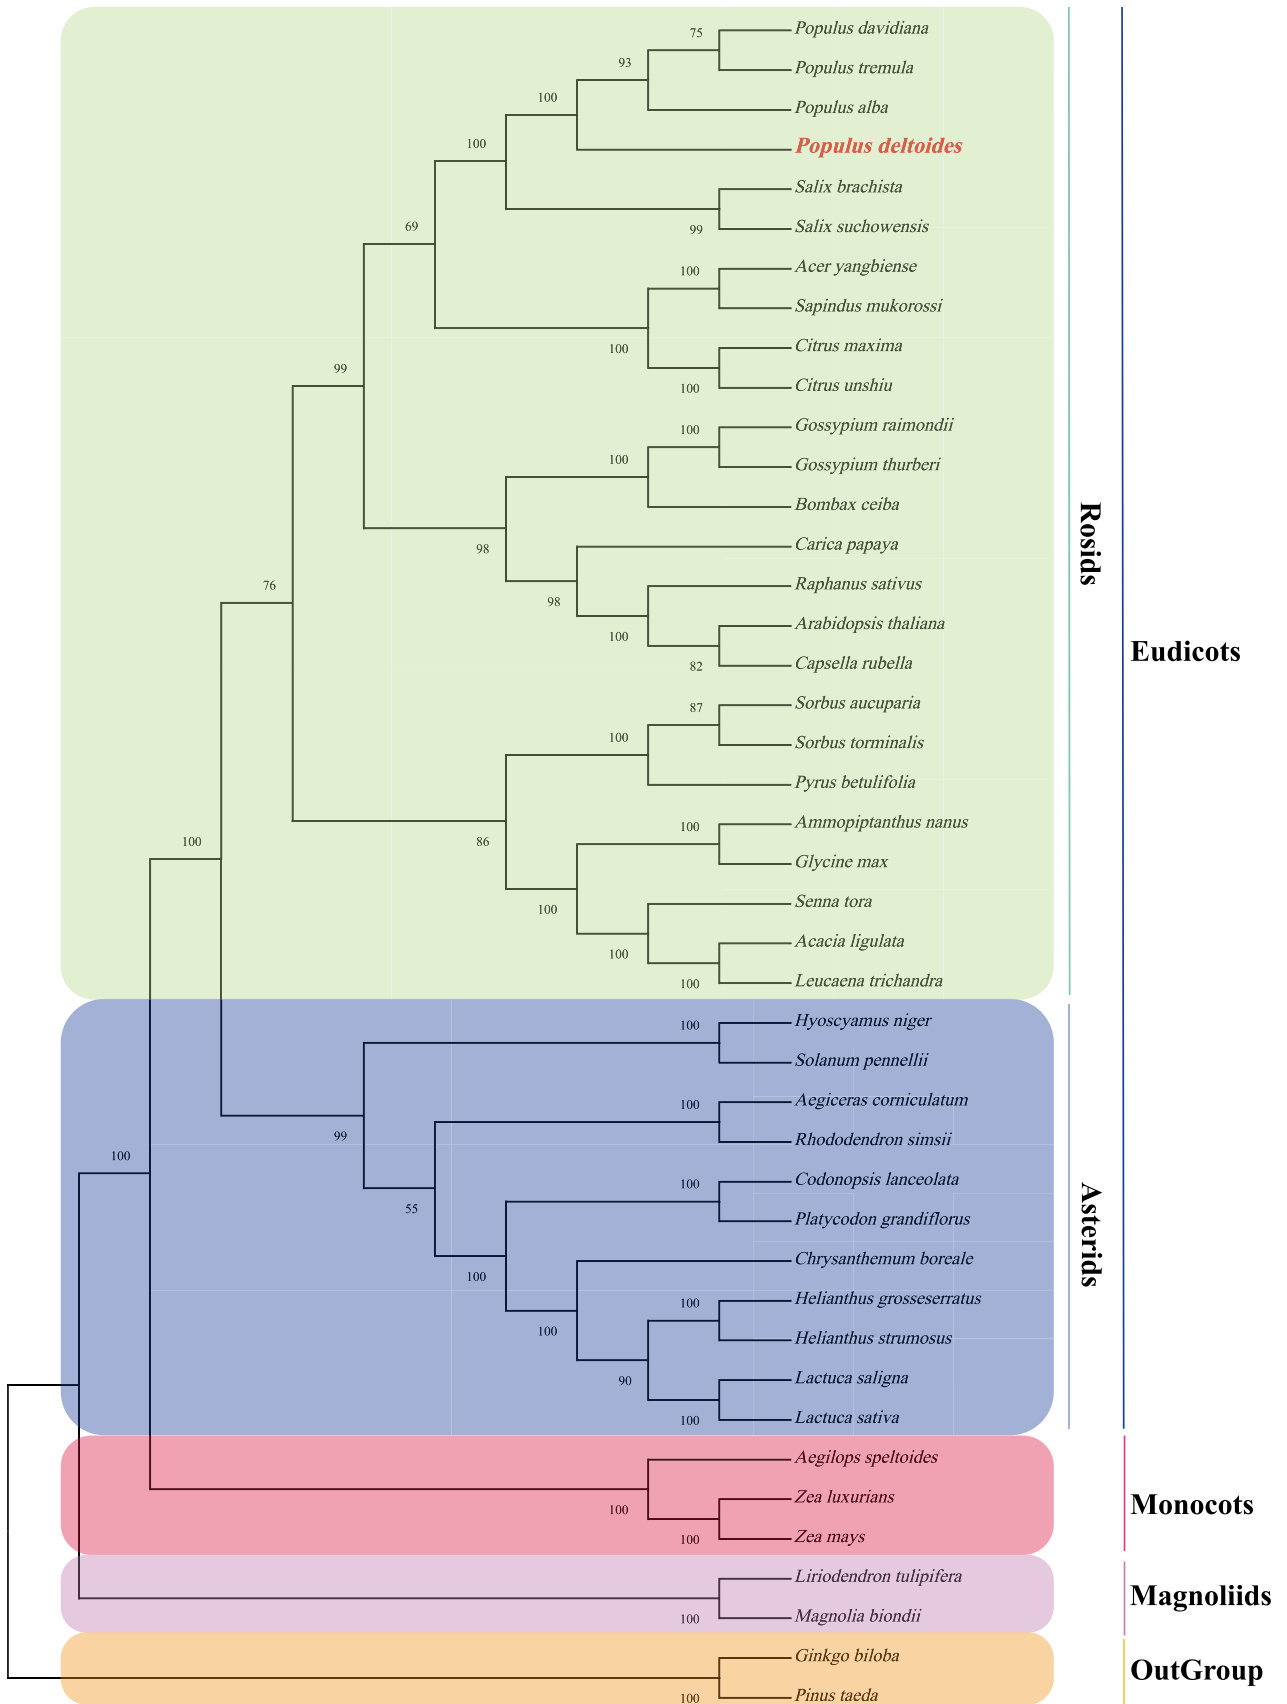 Populus davidiana
75
Populus tremula
93
Populus alba
100
Populus deltoides
100
Salix brachista
Salix suchowensis
99
69
Acer yangbiense
100
Sapindus mukorossi
Citrus maxima
100
Citrus unshiu
100
99
Gossypium raimondii
100
Gossypium thurberi
100
Bombax ceiba
98
Carica papaya
Raphanus sativus
98
Arabidopsis thaliana
100
Capsella rubella
82
76
Sorbus aucuparia
87
Sorbus torminalis
100
Pyrus betulifolia
Ammopiptanthus nanus
100
Glycine max
86
100
Senna tora
100
Acacia ligulata
100
Leucaena trichandra
100
Rosids
Eudicots
Hyoscyamus niger
100
Solanum pennellii
Aegiceras corniculatum
100
Rhododendron simsii
99
100
Codonopsis lanceolata
100
Platycodon grandiflorus
55
Chrysanthemum boreale
100
Helianthus grosseserratus
100
Helianthus strumosus
100
Lactuca saligna
90
Lactuca sativa
100
Asterids
Aegilops speltoides
Zea luxurians
100
Zea mays
100
Monocots
Liriodendron tulipifera
Magnolia biondii
100
Magnoliids
Ginkgo biloba
Pinus taeda
100
OutGroup